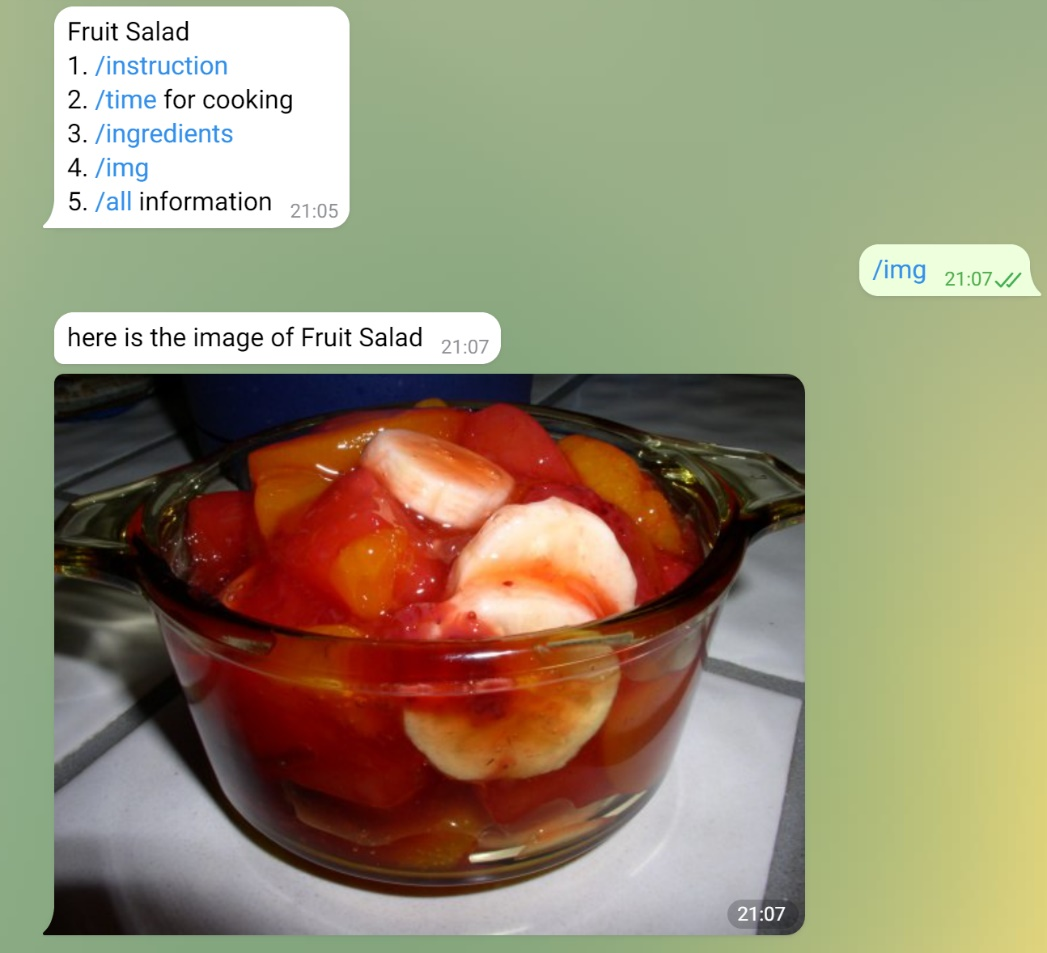 Fruit Salad
1. /instruction
2. /time for cooking
3. /ingredients
4. /img
5. /all information 21:05
/img 21:07
here is the image of Fruit Salad 21:07
21:07